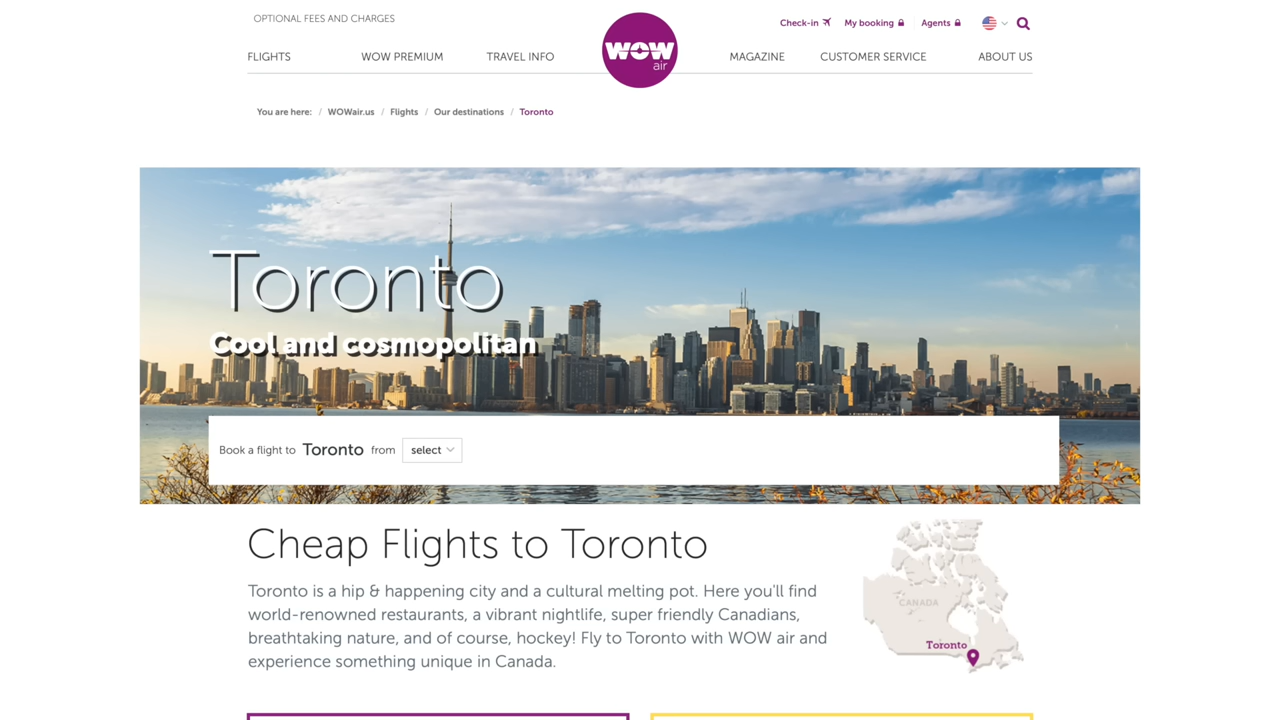 OPTIONAL FEES AND CHARGES
Check-in
My booking
Agents
FLIGHTS
WOW PREMIUM
TRAVEL INFO
WOW
air
MAGAZINE
CUSTOMER SERVICE
ABOUT US
You are here: / WOWair.us / Flights / Our destinations / Toronto
Toronto
Cool and cosmopolitan
Book a flight to Toronto from select
Cheap Flights to Toronto
Toronto is a hip & happening city and a cultural melting pot. Here you'll find
world-renowned restaurants, a vibrant nightlife, super friendly Canadians,
breathtaking nature, and of course, hockey! Fly to Toronto with WOW air and
experience something unique in Canada.
CANADA
Toronto